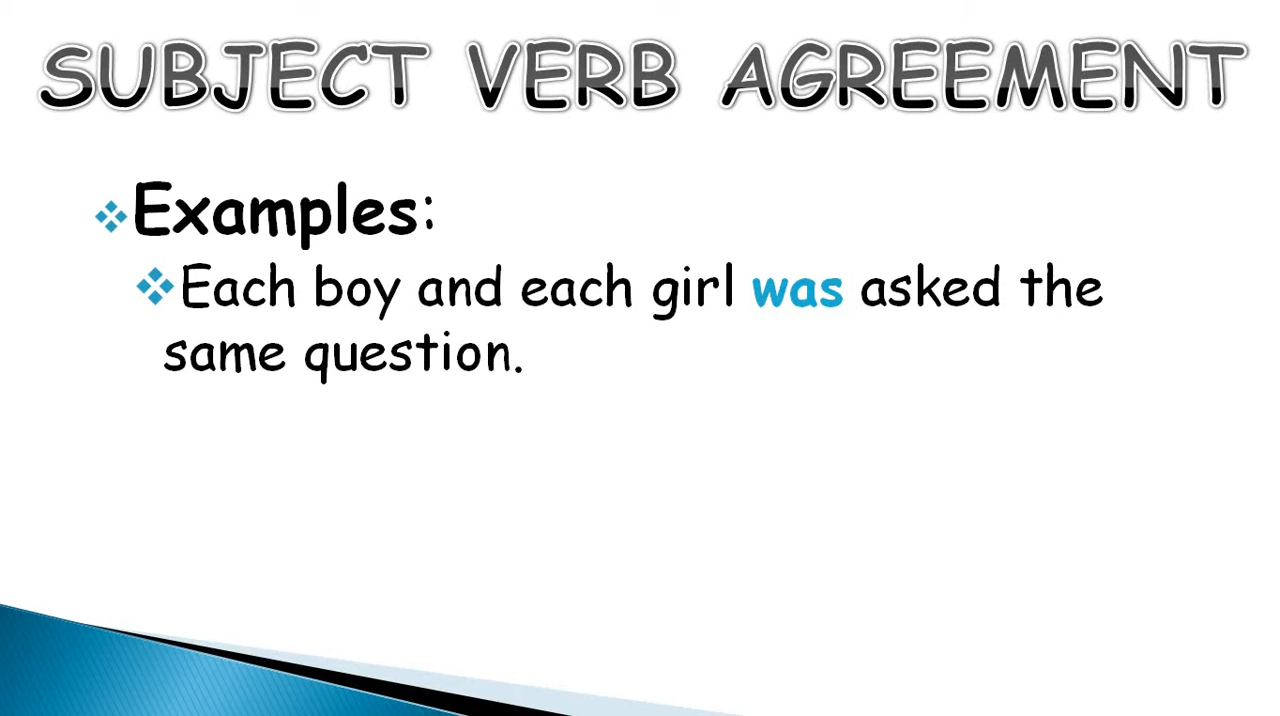 SUBJECT VERB AGREEMENT
Examples:
Each boy and each girl was asked the
same question.